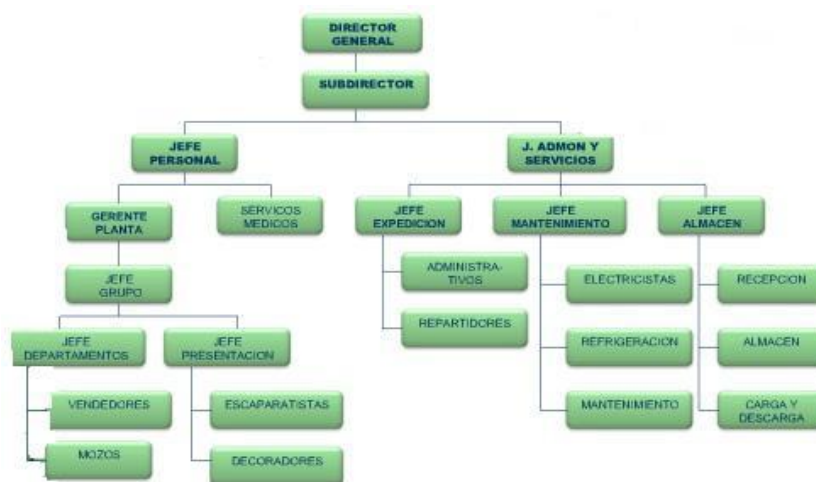 DIRECTOR
GENERAL
SUBDIRECTOR
JEFE
PERSONAL
J. ADMON Y
SERVICIOS
GERENTE
PLANTA
SERVICOS
MEDICOS
JEFE
EXPEDICION
JEFE
MANTENIMIENTO
JEFE
ALMACEN
JEFE
GRUPO
ADMINISTRA-
TIVOS
ELECTRICISTAS
RECEPCION
JEFE
DEPARTAMENTOS
JEFE
PRESENTACION
REPARTIDORES
REFRIGERACION
ALMACEN
VENDEDORES
ESCAPARATISTAS
MANTENIMIENTO
CARGA Y
DESCARGA
MOZOS
DECORADORES